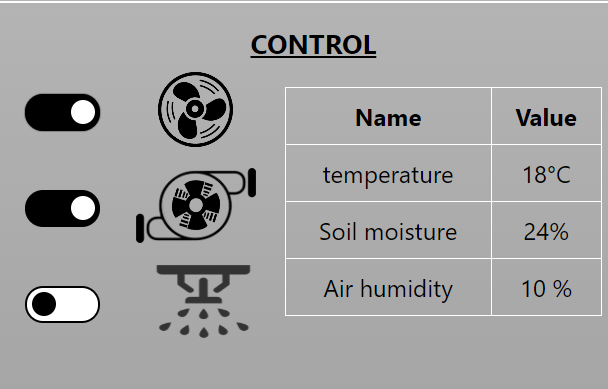 CONTROL
Name Value
temperature 18°C
Soil moisture 24%
Air humidity 10 %